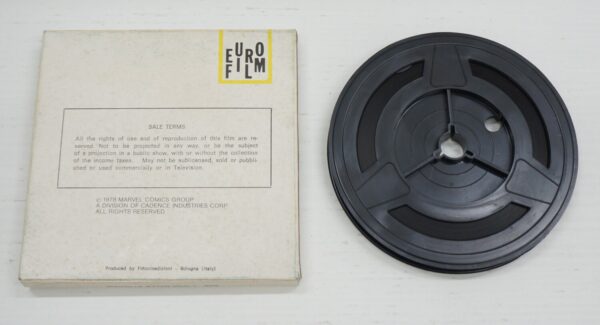 EURO
FILM
SALE TERMS
All the rights of use and of reproduction of this film are re-
served. Not to be projected in any way, or be the subject
of a projection in a public show, with or without the collection
of the income taxes. May not be sublicensed, sold or publis
shed or used commercially or in Television.
© 1978 MARVEL COMICS GROUP
A DIVISION OF CADENCE INDUSTRIES CORP.
ALL RIGHTS RESERVED
Produced by - Bologna (Italy)